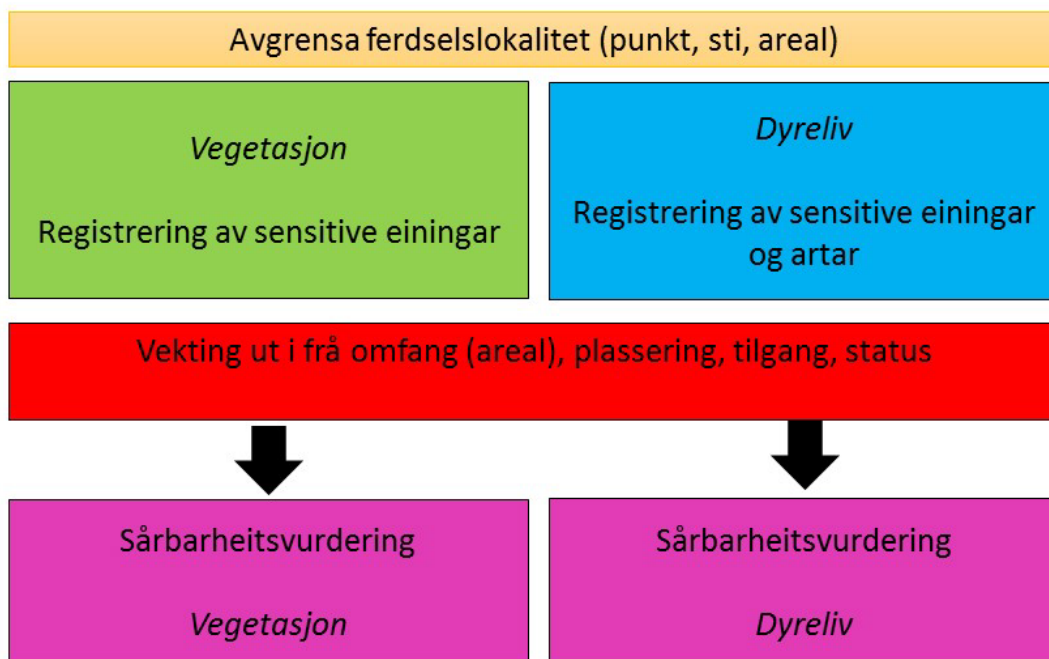 Avgrensa ferdselslokalitet (punkt, sti, areal)
Vegetasjon
Registrering av sensitive einingar
Dyreliv
Registrering av sensitive einingar
og artar
Vekting ut i frå omfang (areal), plassering, tilgang, status
Sårbarheitsvurdering
Vegetasjon
Sårbarheitsvurdering
Dyreliv